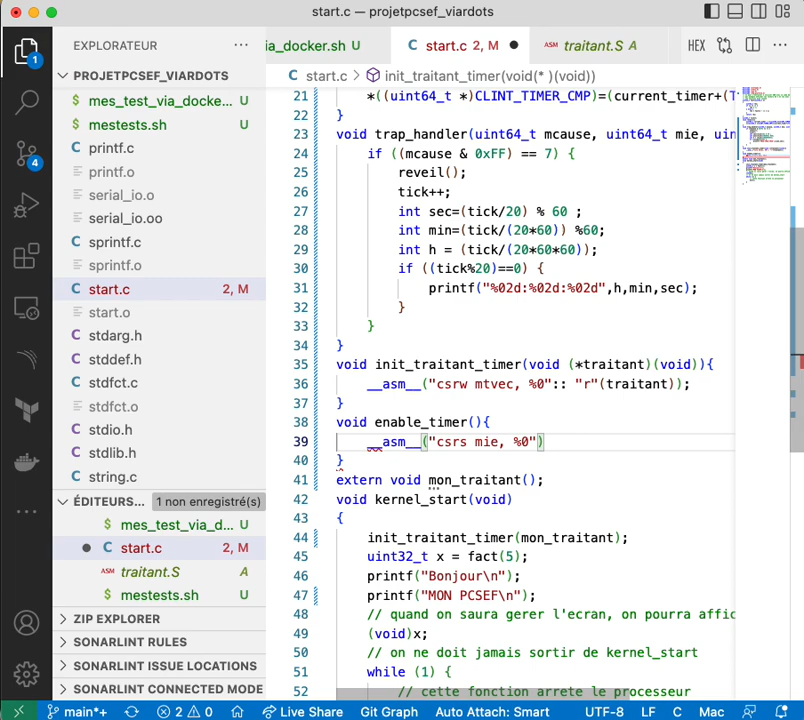 start.c — projetpcsef_viardots
EXPLORATEUR
ia_docker.sh U
start.c 2, M
traitant.S A
HEX
PROJETPCSEF_VIARDOTS
start.c > init_traitant_timer(void(* )(void))
$ mes_test_via_docke... U
$ mestests.sh U
C printf.c
printf.o
serial_io.o
serial_io.oo
C sprintf.c
sprintf.o
C start.c 2, M
start.o
C stdarg.h
C stddef.h
C stdfct.c
stdfct.o
C stdio.h
C stdlib.h
C string.c
ÉDITEURS... 1 non enregistré(s)
$ mes_test_via_d... U
C start.c 2, M
ASM traitant.S A
$ mestests.sh U
ZIP EXPLORER
SONARLINT RULES
SONARLINT ISSUE LOCATIONS
SONARLINT CONNECTED MODE
21 *((uint64_t *)CLINT_TIMER_CMP)=(current_timer+(T
22 }
23 void trap_handler(uint64_t mcause, uint64_t mie, uin
24 if ((mcause & 0xFF) == 7) {
25 reveil();
26 tick++;
27 int sec=(tick/20) % 60 ;
28 int min=(tick/(20*60)) %60;
29 int h = (tick/(20*60*60));
30 if ((tick%20)==0) {
31 printf("%02d:%02d:%02d",h,min,sec);
32 }
33 }
34 }
35 void init_traitant_timer(void (*traitant)(void)){
36 __asm__("csrw mtvec, %0":: "r"(traitant));
37 }
38 void enable_timer(){
39 __asm__("csrs mie, %0")
40 }
41 extern void mon_traitant();
42 void kernel_start(void)
43 {
44 init_traitant_timer(mon_traitant);
45 uint32_t x = fact(5);
46 printf("Bonjour\n");
47 printf("MON PCSEF\n");
48 // quand on saura gerer l'ecran, on pourra affic
49 (void)x;
50 // on ne doit jamais sortir de kernel_start
51 while (1) {
52 // cette fonction arrete le processeur
main*+ 2 0 Live Share Git Graph Auto Attach: Smart UTF-8 LF C Mac